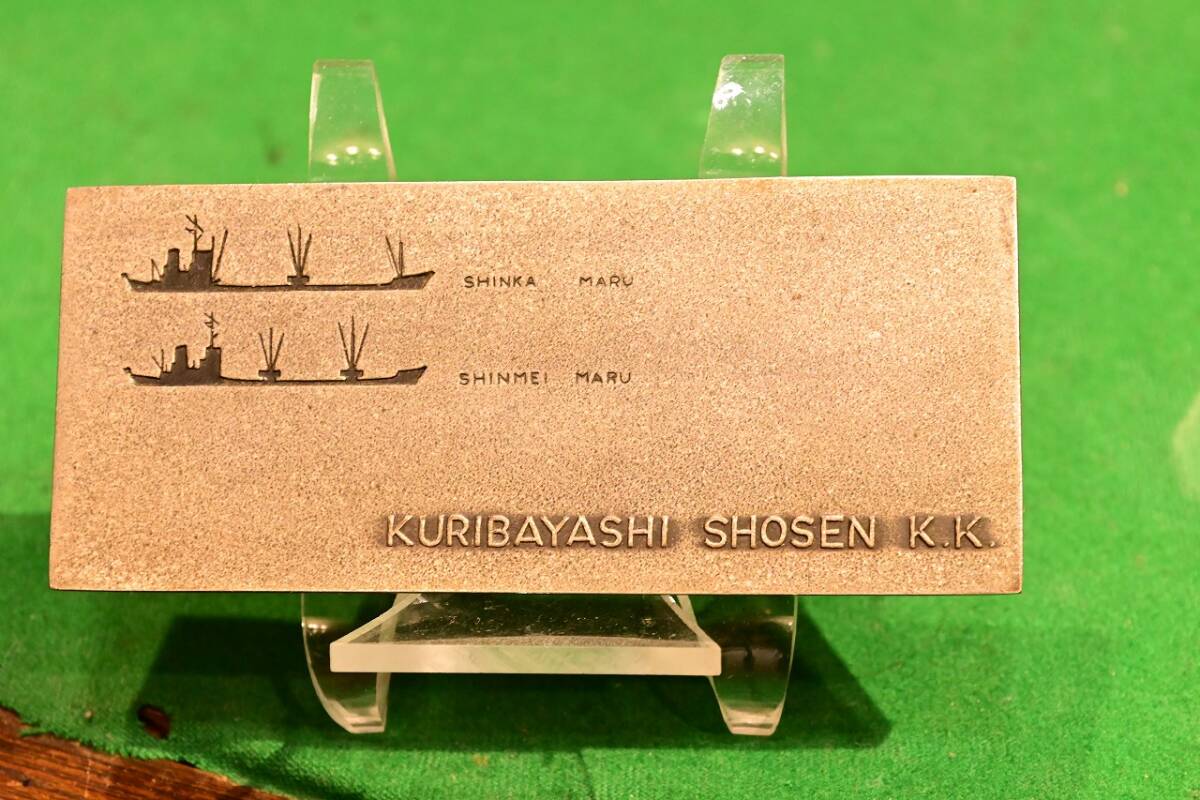 SHINKA MARU
SHINMEI MARU
KURIBAYASHI SHOSEN K.K.